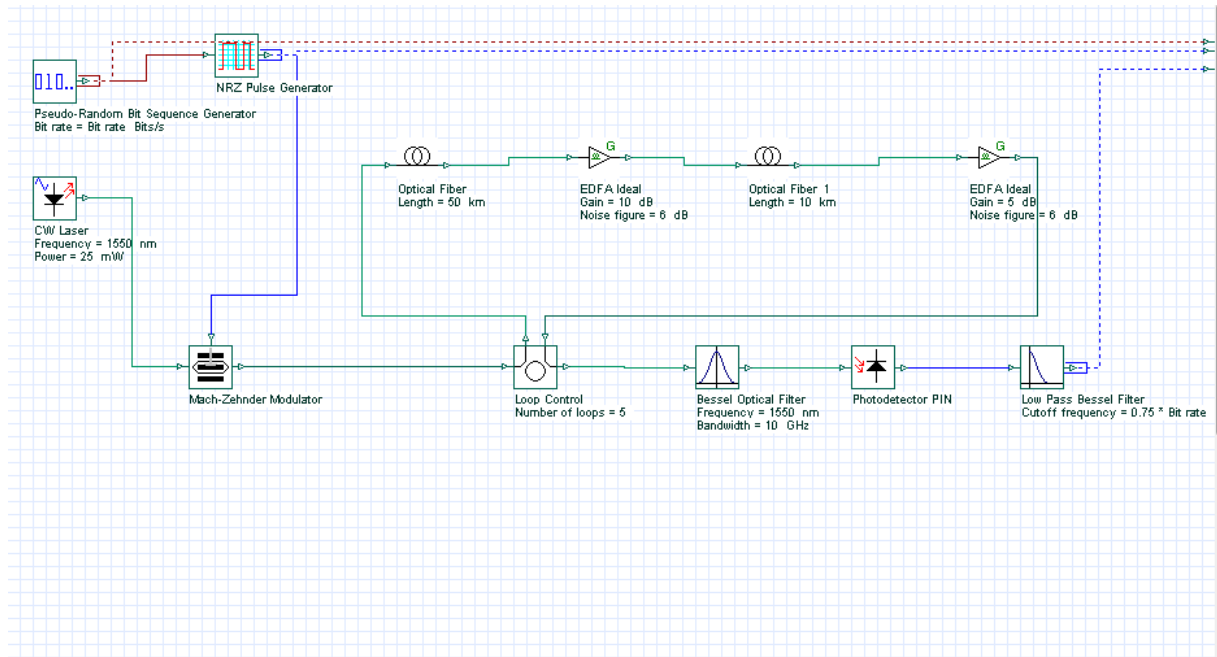 010..
NRZ Pulse Generator
Pseudo-Random Bit Sequence Generator
Bit rate = Bit rate Bits/s
G
G
Optical Fiber
Length = 50 km
EDFA Ideal
Gain = 10 dB
Noise figure = 6 dB
Optical Fiber 1
Length = 10 km
EDFA Ideal
Gain = 5 dB
Noise figure = 6 dB
CW Laser
Frequency = 1550 nm
Power = 25 mW
Mach-Zehnder Modulator
Loop Control
Number of loops = 5
Bessel Optical Filter
Frequency = 1550 nm
Bandwidth = 10 GHz
Photodetector PIN
Low Pass Bessel Filter
Cutoff frequency = 0.75 * Bit rate